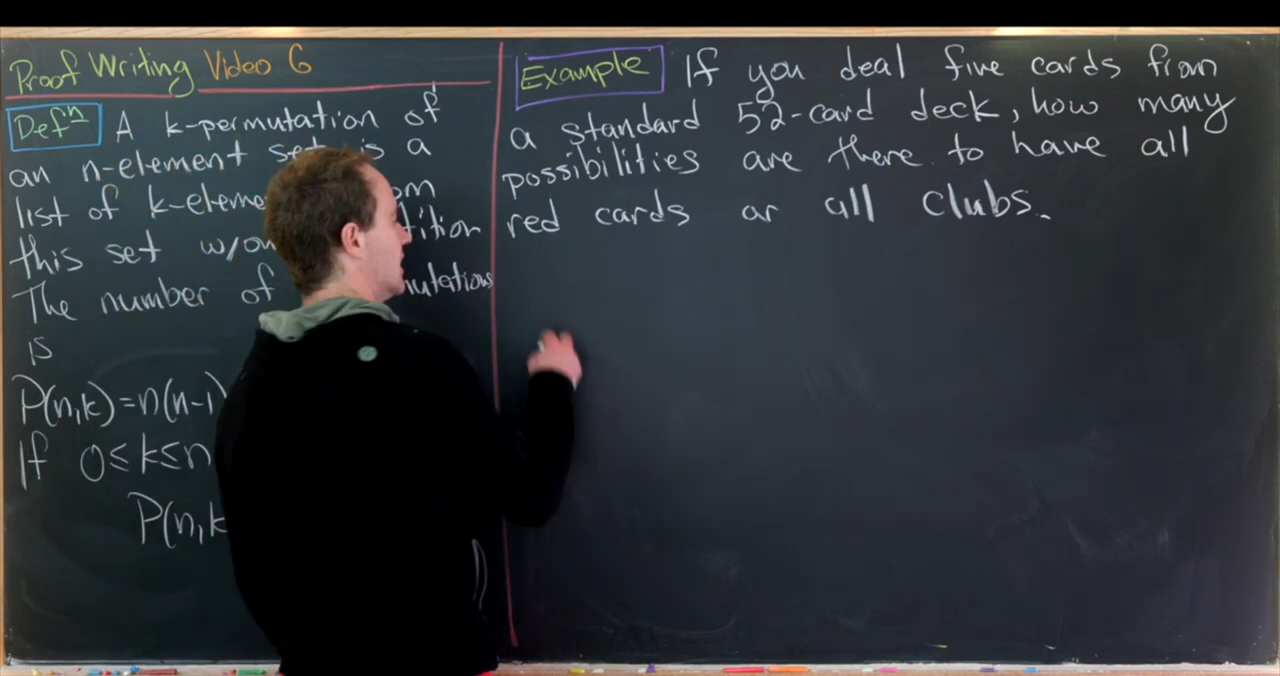 Proof Writing Video 6
Defⁿ A k-permutation of
an n-element set is a
list of k-eleme om
this set w/ou tition
The number of mutations
is
P(n,k)=n(n-1)
If 0≤k≤n
P(n,k
Example If you deal five cards from
a standard 52-card deck, how many
possibilities are there to have all
red cards or all clubs.